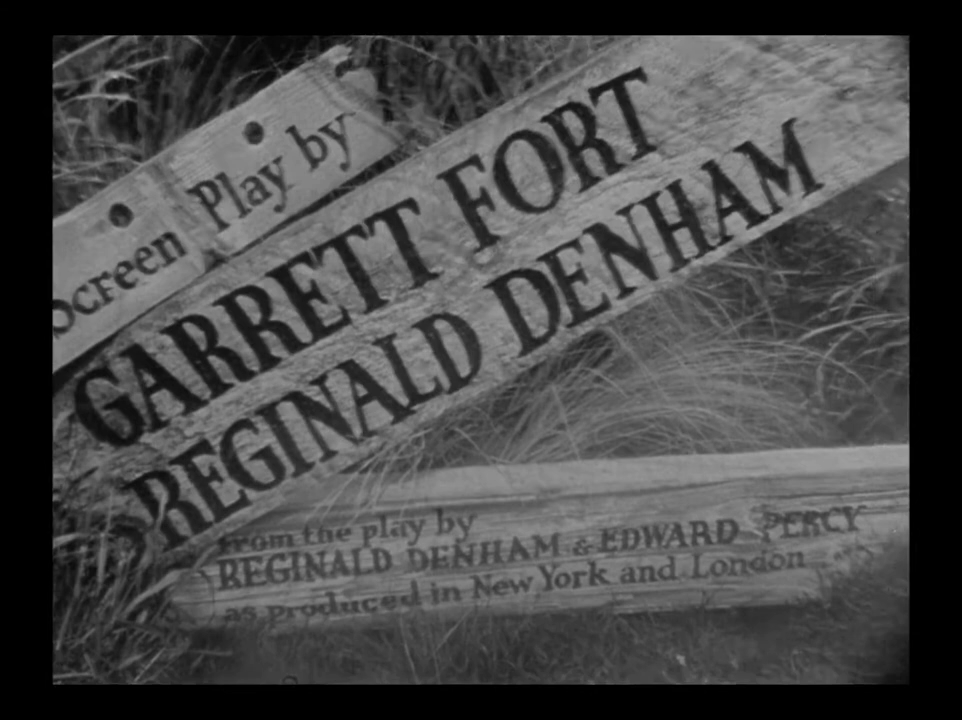 Screen Play by
GARRETT FORT
REGINALD DENHAM
from the play by
REGINALD DENHAM & EDWARD PERCY
as produced in New York and London